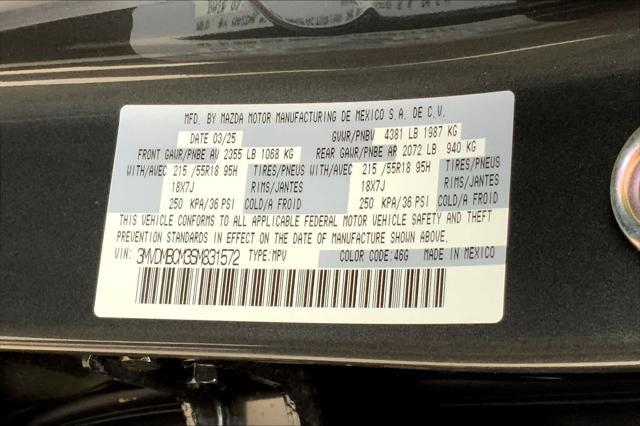 MFD. BY MAZDA MOTOR MANUFACTURING DE MEXICO S.A. DE C.V.
DATE 03/25 GVWR/PNBV 4381 LB 1987 KG
FRONT GAWR/PNBE AV 2355 LB 1068 KG REAR GAWR/PNBE AR 2072 LB 940 KG
WITH/AVEC 215 /55R18 95H TIRES/PNEUS WITH/AVEC 215 /55R18 95H TIRES/PNEUS
18X7J RIMS/JANTES 18X7J RIMS/JANTES
250 KPA/36 PSI COLD/A FROID 250 KPA/36 PSI COLD/A FROID
THIS VEHICLE CONFORMS TO ALL APPLICABLE FEDERAL MOTOR VEHICLE SAFETY AND THEFT
PREVENTION STANDARDS IN EFFECT ON THE DATE OF MANUFACTURE SHOWN ABOVE.
VIN: 3MVDMBCM3SM831572 TYPE: MPV COLOR CODE: 46G MADE IN MEXICO